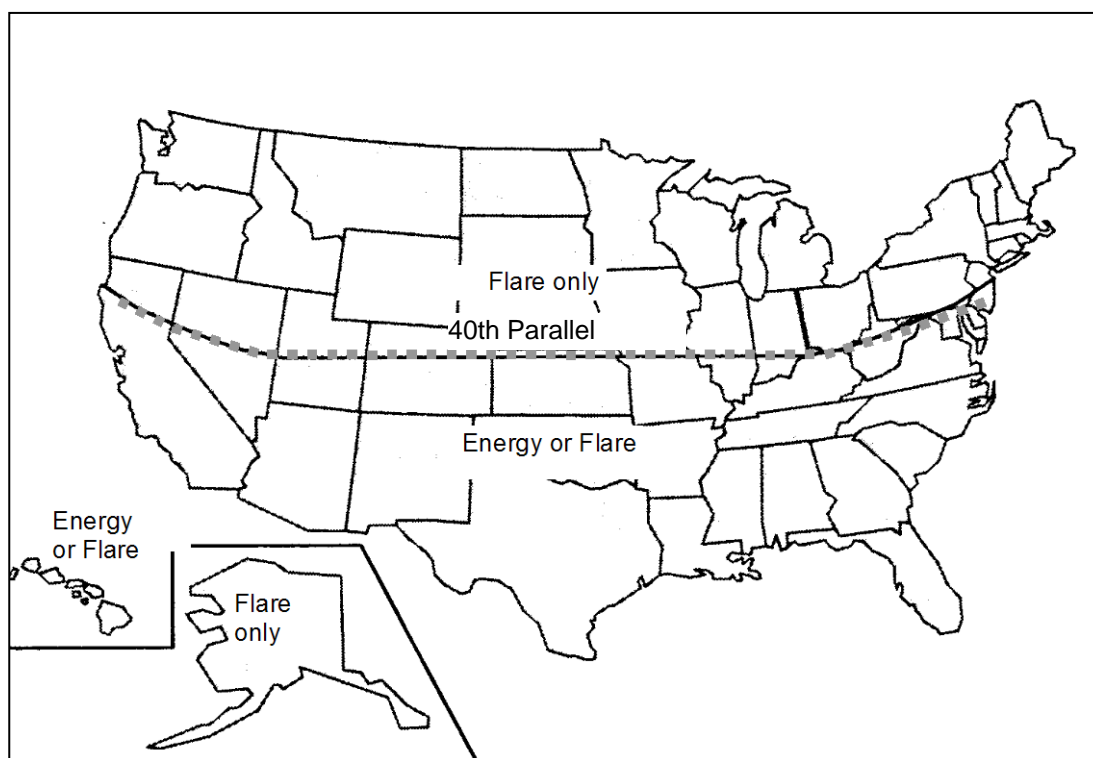 Flare only
40th Parallel
Energy or Flare
Energy
or Flare
Flare
only